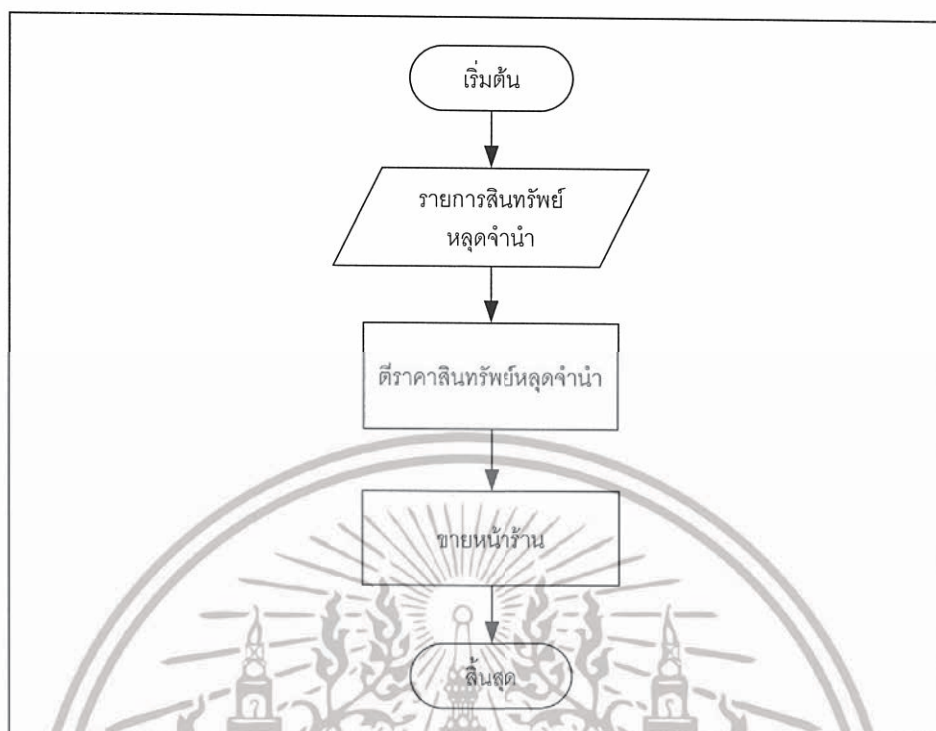 เริ่มต้น
รายการสินทรัพย์
หลุดจำนำ
ตีราคาสินทรัพย์หลุดจำนำ
ขายหน้าร้าน
สิ้นสุด